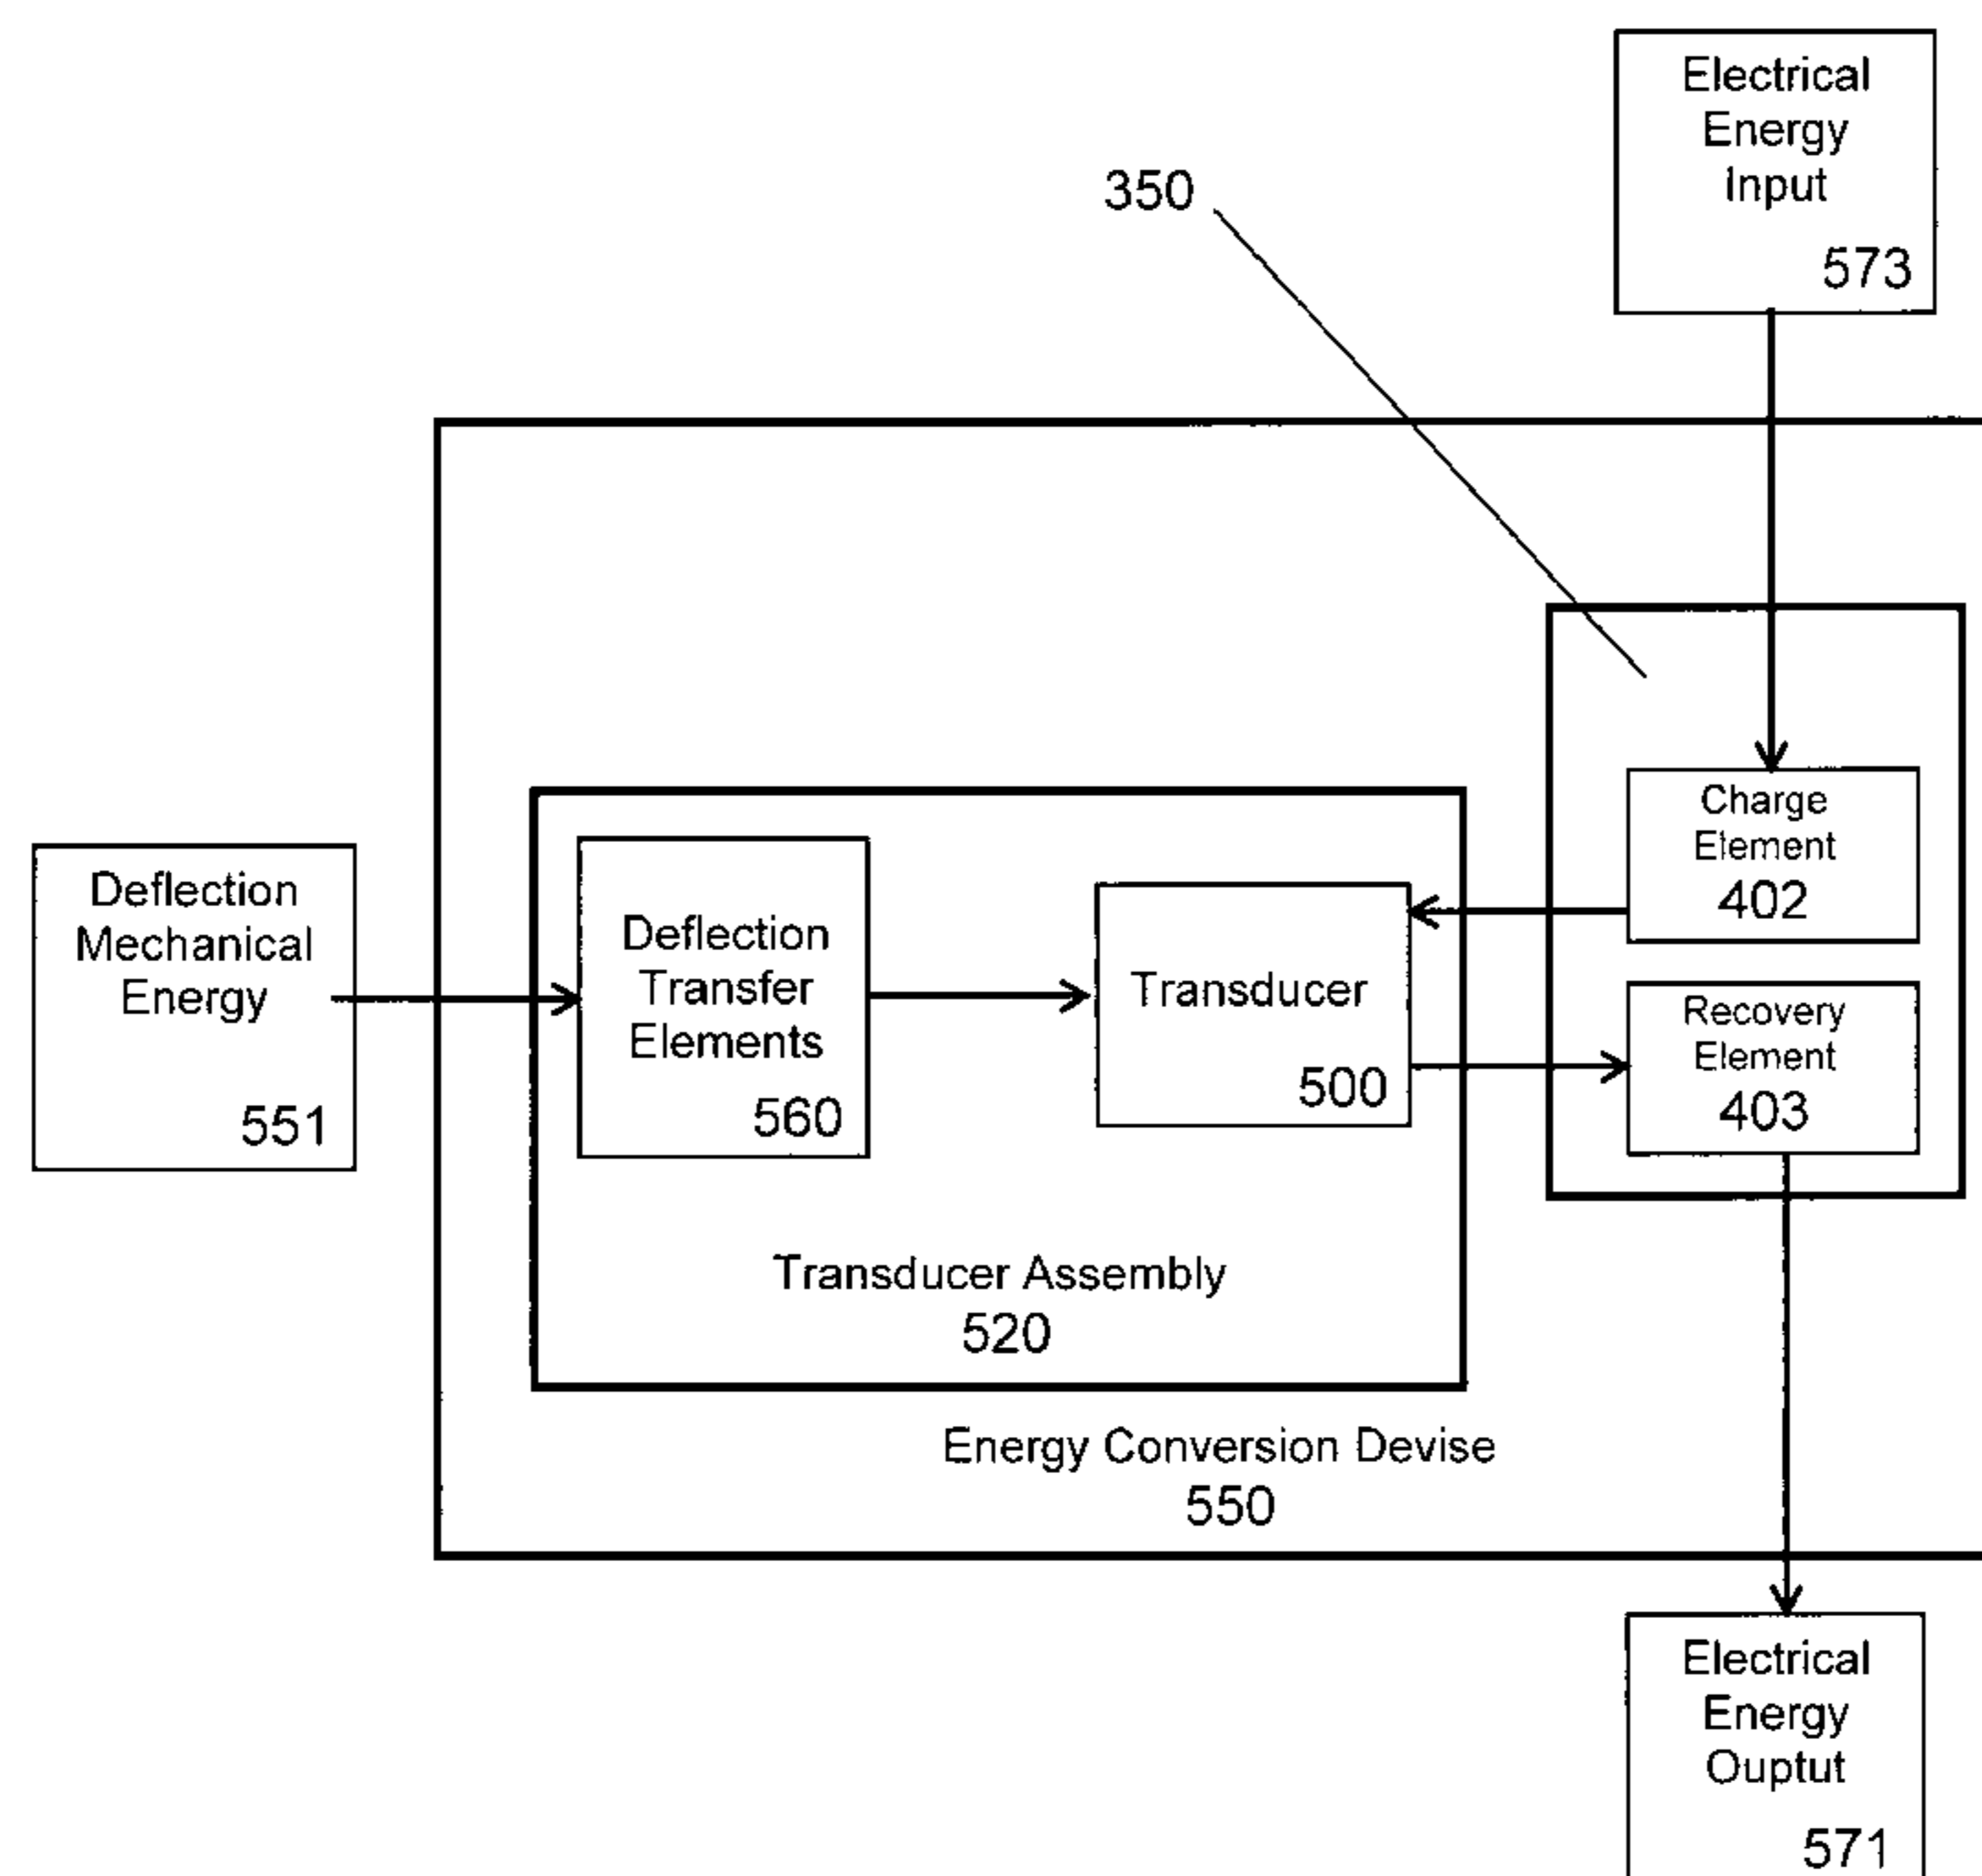 Electrical
Energy
Input
573
350
Charge
Element
402
Deflection
Mechanical
Energy
551
Deflection
Transfer
Elements
560
Transducer
500
Recovery
Element
403
Transducer Assembly
520
Energy Conversion Devise
550
Electrical
Energy
Ouptut
571